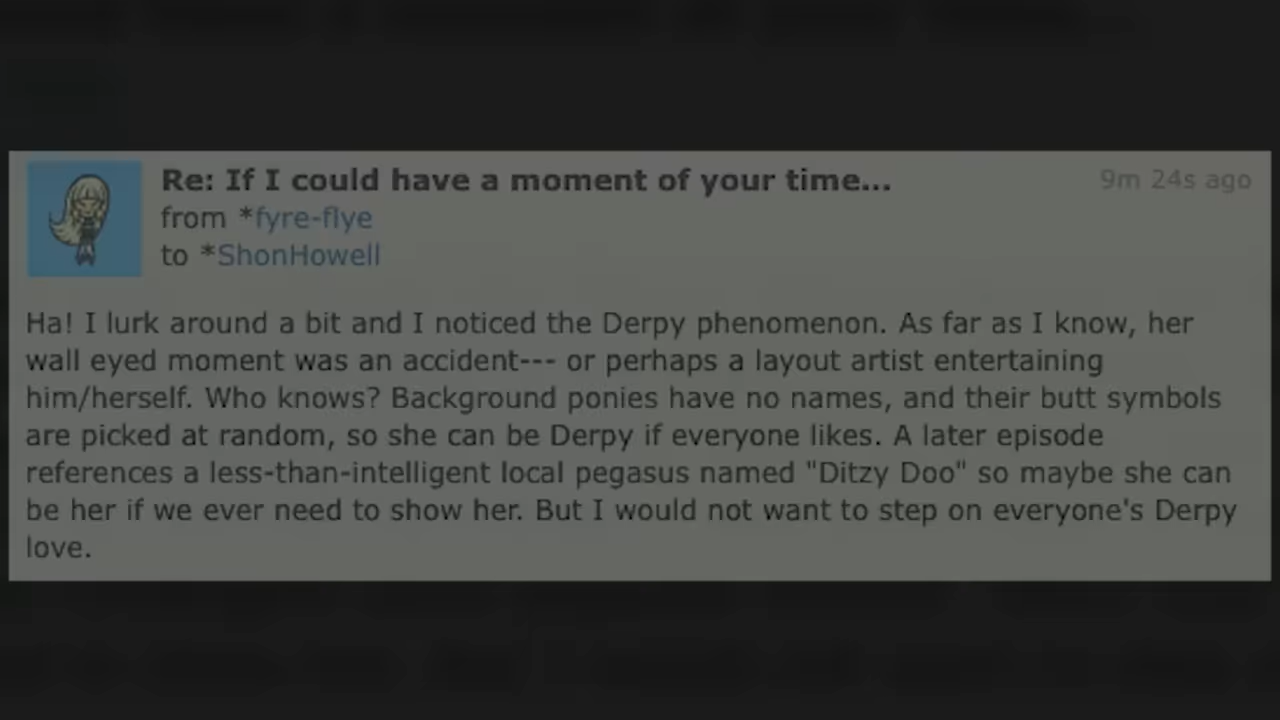 Re: If I could have a moment of your time...
9m 24s ago
from *fyre-flye
to *ShonHowell
Ha! I lurk around a bit and I noticed the Derpy phenomenon. As far as I know, her
wall eyed moment was an accident--- or perhaps a layout artist entertaining
him/herself. Who knows? Background ponies have no names, and their butt symbols
are picked at random, so she can be Derpy if everyone likes. A later episode
references a less-than-intelligent local pegasus named "Ditzy Doo" so maybe she can
be her if we ever need to show her. But I would not want to step on everyone's Derpy
love.